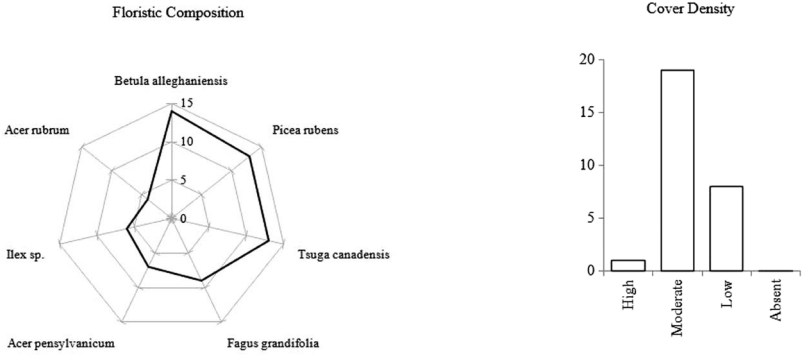 Floristic Composition
Betula alleghaniensis
15
10
5
0
Acer rubrum
Picea rubens
Ilex sp.
Tsuga canadensis
Acer pensylvanicum
Fagus grandifolia
Cover Density
20
15
10
5
0
High
Moderate
Low
Absent